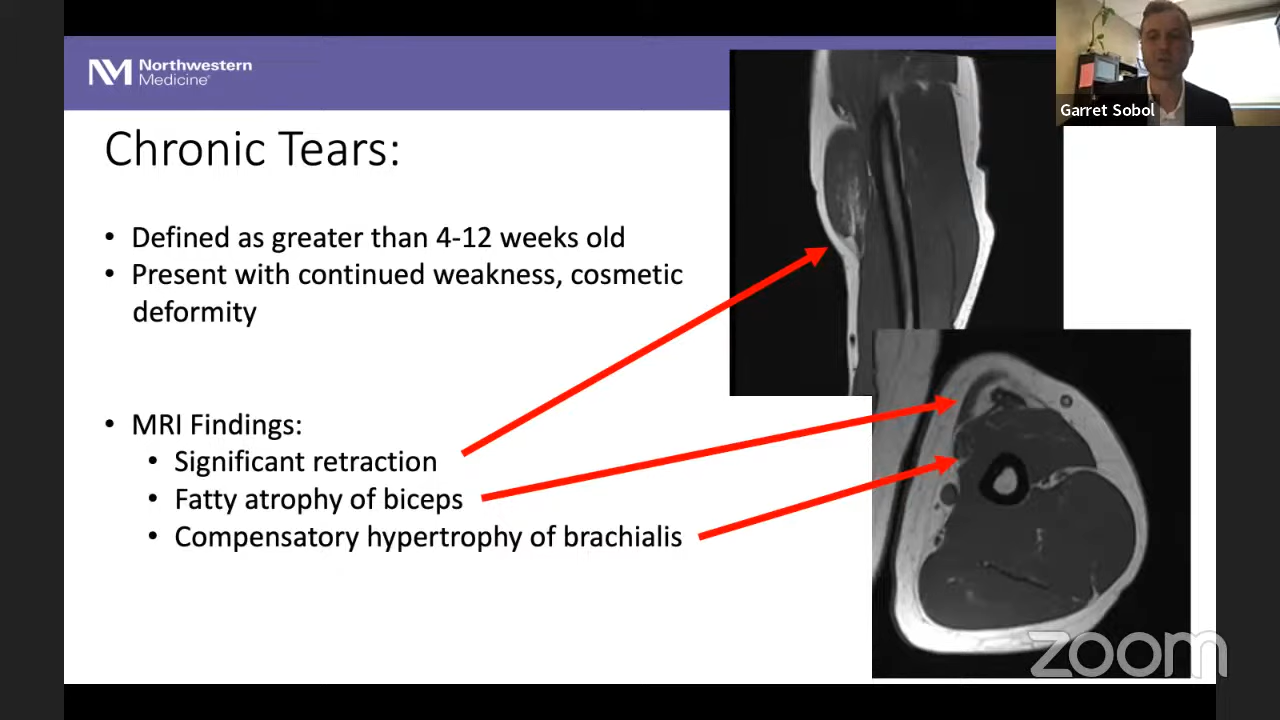 Northwestern
Medicine®
Garret Sobol
Chronic Tears:
• Defined as greater than 4-12 weeks old
• Present with continued weakness, cosmetic
deformity
• MRI Findings:
• Significant retraction
• Fatty atrophy of biceps
• Compensatory hypertrophy of brachialis
zoom